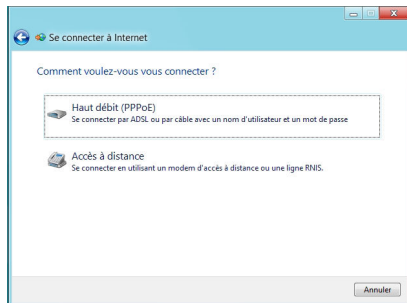 Se connecter à Internet
Comment voulez-vous vous connecter ?
Haut débit (PPPoE)
Se connecter par ADSL ou par câble avec un nom d'utilisateur et un mot de passe
Accès à distance
Se connecter en utilisant un modem d'accès à distance ou une ligne RNIS.
Annuler